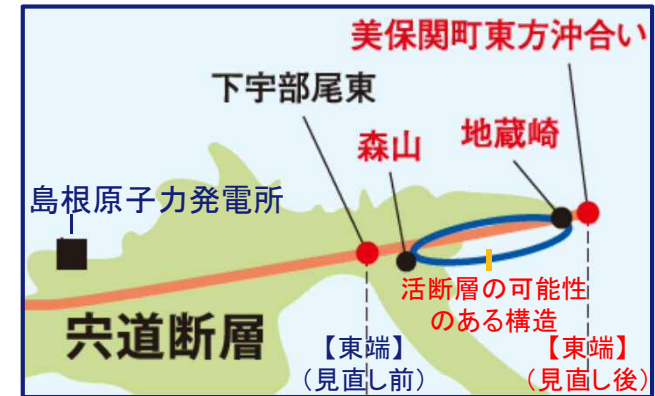 美保関町東方沖合い
下宇部尾東
森山
地蔵崎
島根原子力発電所
活断層の可能性
のある構造
宍道断層
【東端】
（見直し前）
【東端】
（見直し後）